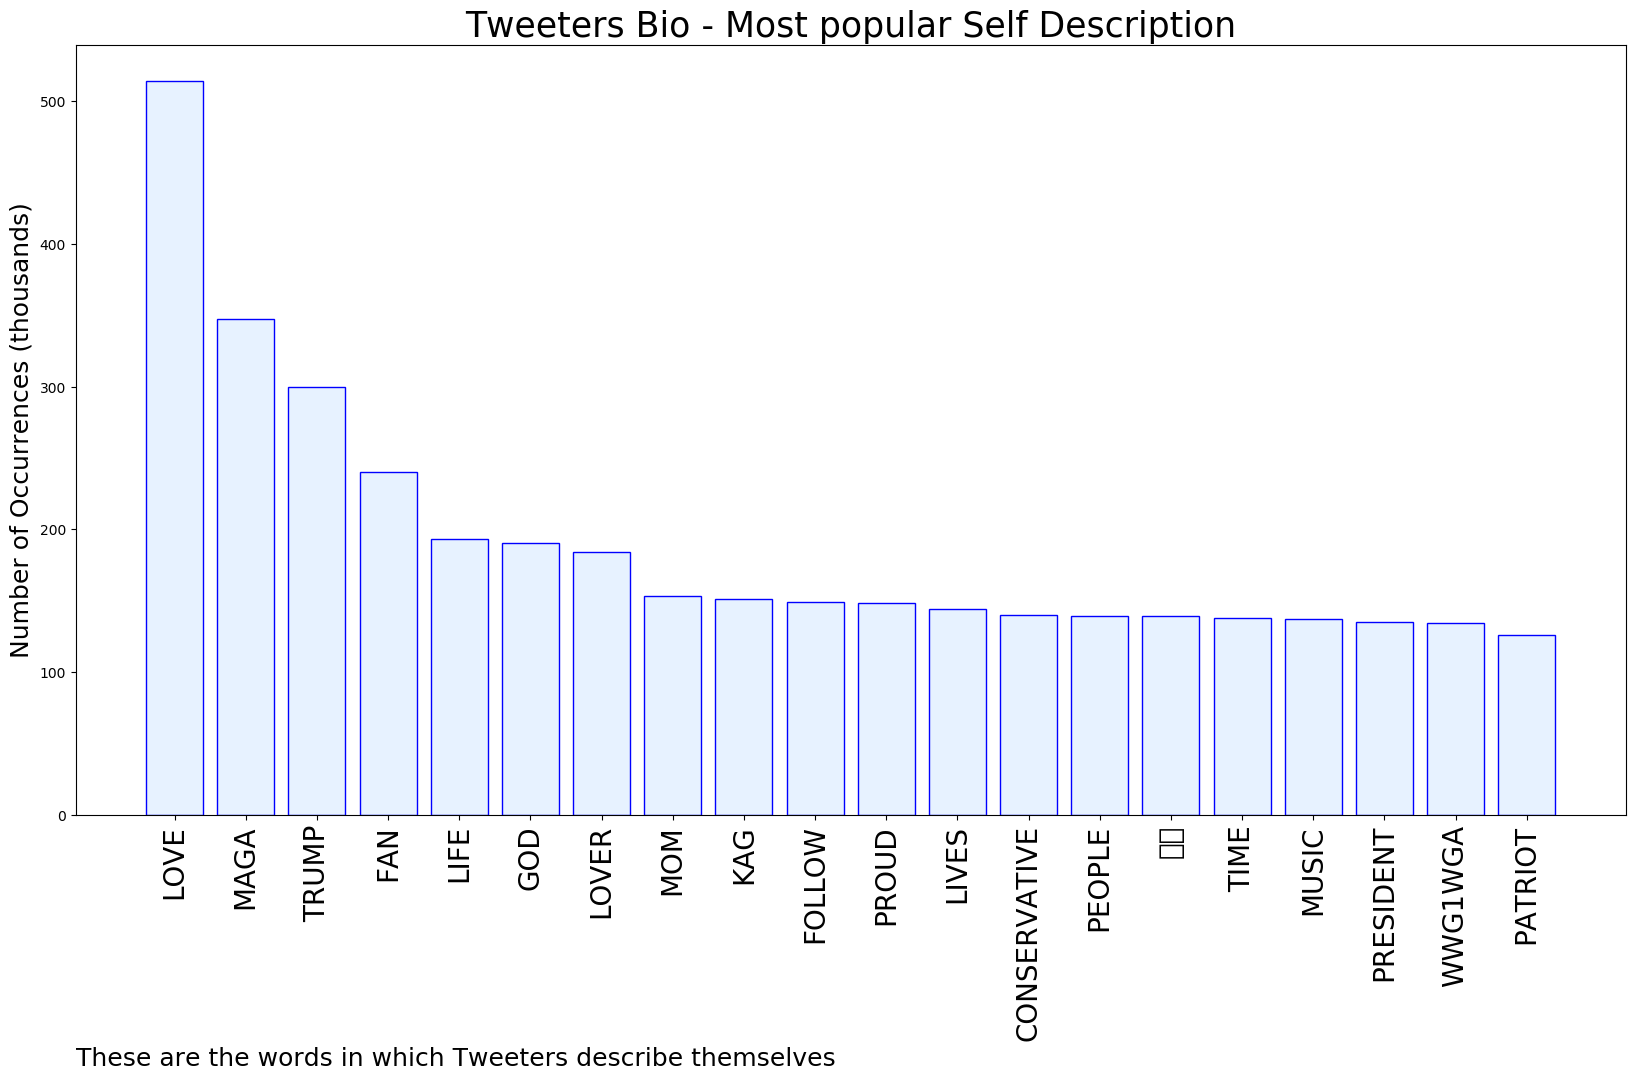 Tweeters Bio - Most popular Self Description
Number of Occurrences (thousands)
500
400
300
200
100
0
LOVE
MAGA
TRUMP
FAN
LIFE
GOD
LOVER
MOM
KAG
FOLLOW
PROUD
LIVES
CONSERVATIVE
PEOPLE
TIME
MUSIC
PRESIDENT
WWG1WGA
PATRIOT
These are the words in which Tweeters describe themselves